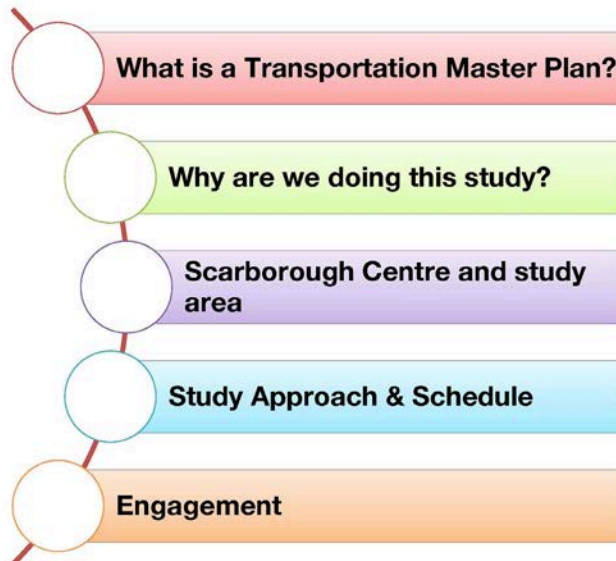 What is a Transportation Master Plan?
Why are we doing this study?
Scarborough Centre and study
area
Study Approach & Schedule
Engagement